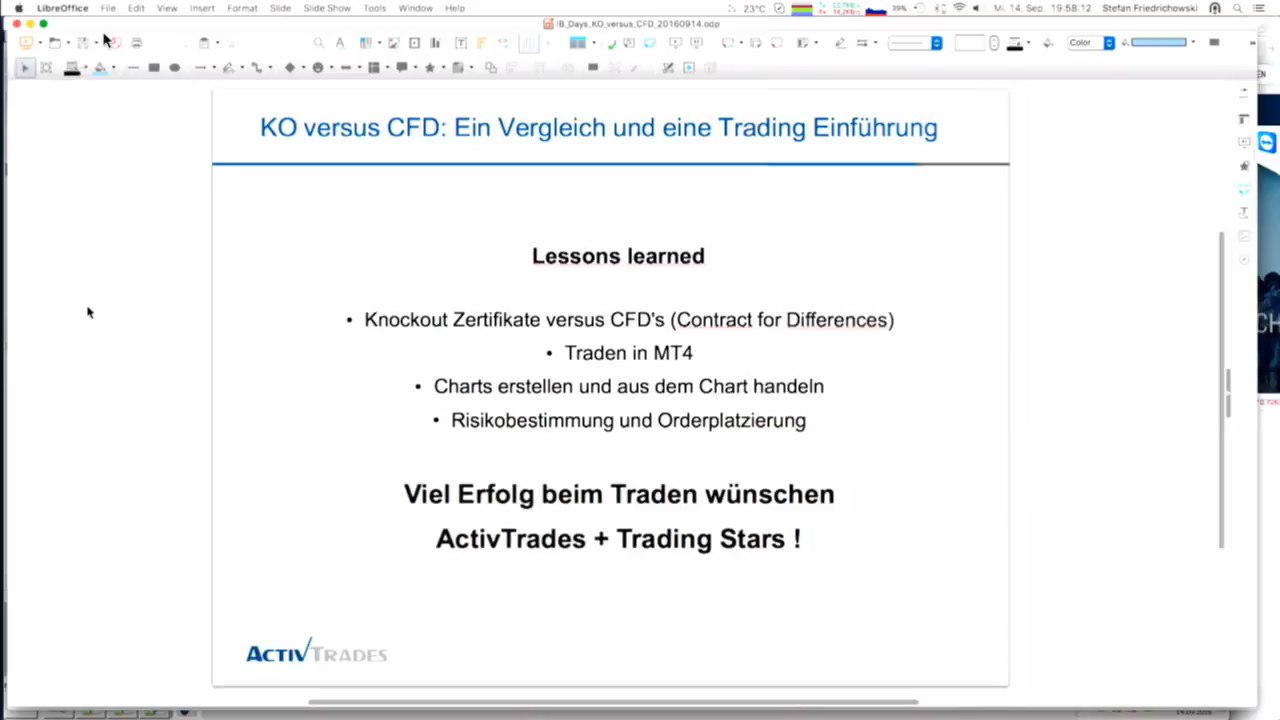 LibreOffice File Edit View Insert Format Slide Slide Show Tools Window Help 23°C 39% Mi. 14. Sep. 19:58:12 Stefan Friedrichowski
IB_Days_KO_versus_CFD_20160914.odp
Color
KO versus CFD: Ein Vergleich und eine Trading Einführung
Lessons learned
• Knockout Zertifikate versus CFD's (Contract for Differences)
• Traden in MT4
• Charts erstellen und aus dem Chart handeln
• Risikobestimmung und Orderplatzierung
Viel Erfolg beim Traden wünschen
ActivTrades + Trading Stars !
ACTIVTRADES